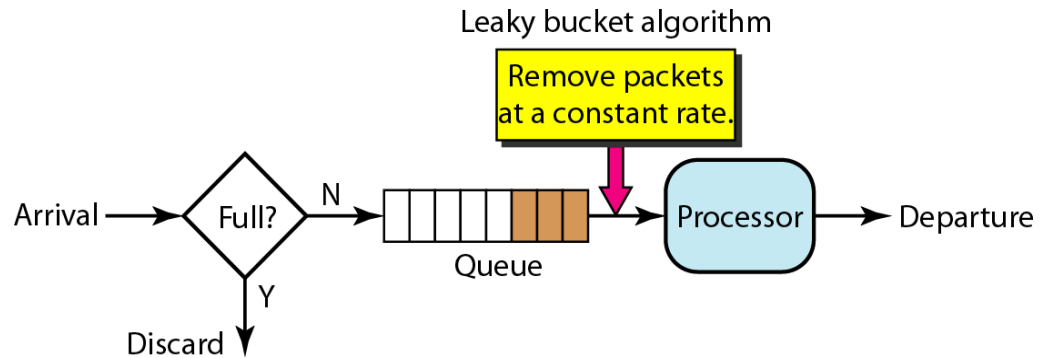 Leaky bucket algorithm
Remove packets
at a constant rate.
Arrival
Full?
N
Y
Discard
Queue
Processor
Departure